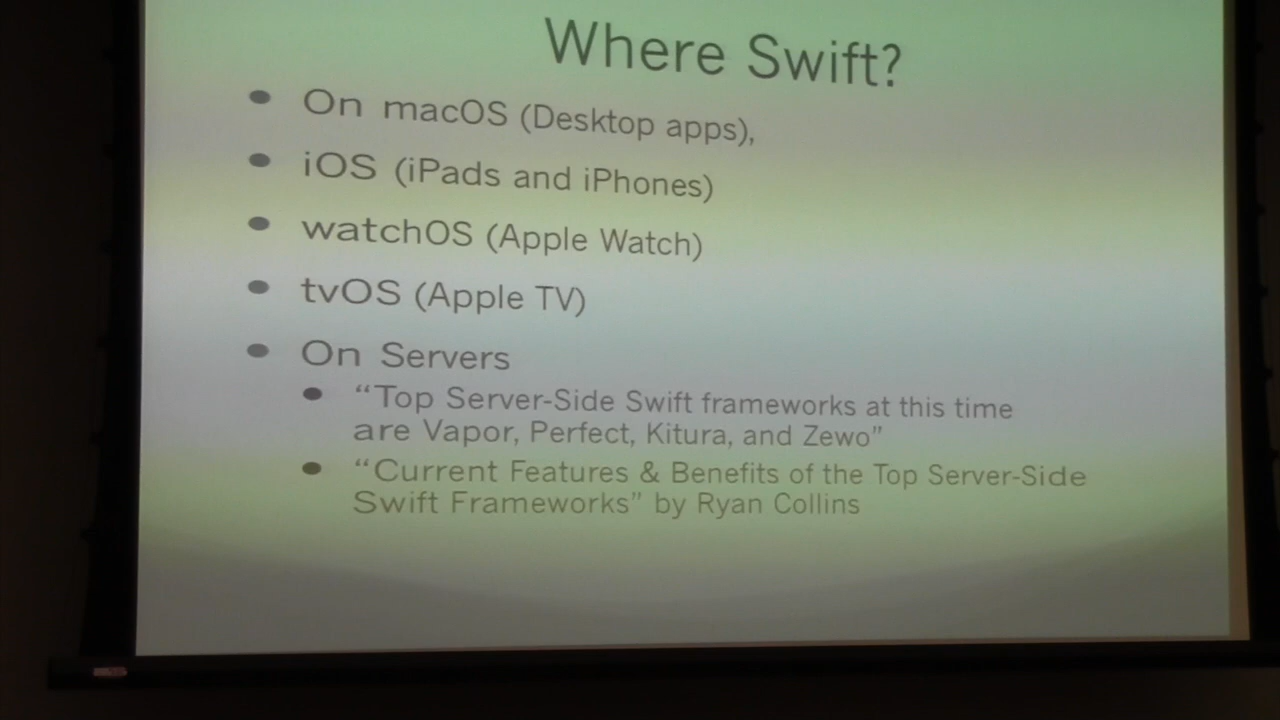 Where Swift?
On macOS (Desktop apps),
iOS (iPads and iPhones)
watchOS (Apple Watch)
tvOS (Apple TV)
On Servers
“Top Server-Side Swift frameworks at this time
are Vapor, Perfect, Kitura, and Zewo”
“Current Features & Benefits of the Top Server-Side
Swift Frameworks” by Ryan Collins